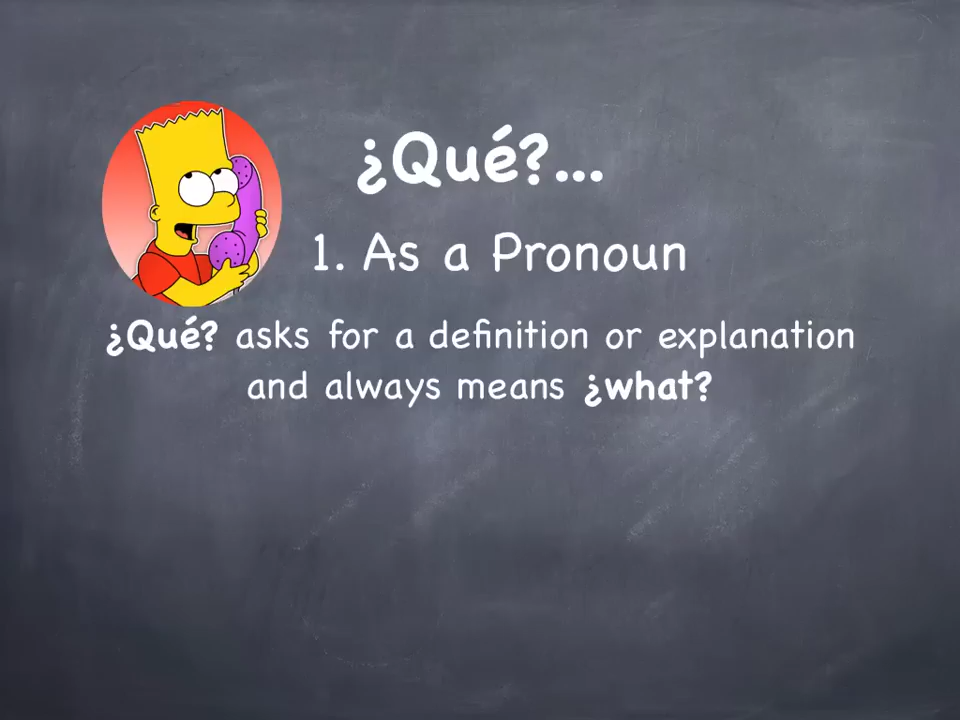 ¿Qué?...
1. As a Pronoun
¿Qué? asks for a definition or explanation
and always means ¿what?